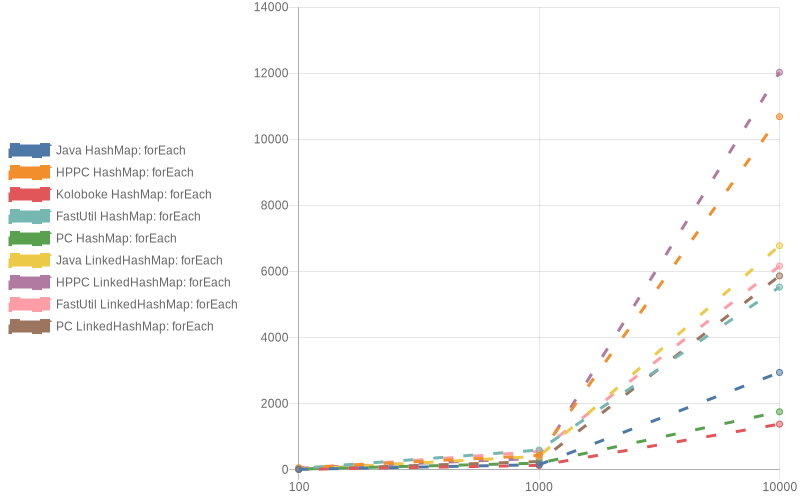 Java HashMap: forEach
HPPC HashMap: forEach
Koloboke HashMap: forEach
FastUtil HashMap: forEach
PC HashMap: forEach
Java LinkedHashMap: forEach
HPPC LinkedHashMap: forEach
FastUtil LinkedHashMap: forEach
PC LinkedHashMap: forEach
14000
12000
10000
8000
6000
4000
2000
0
100 1000 10000